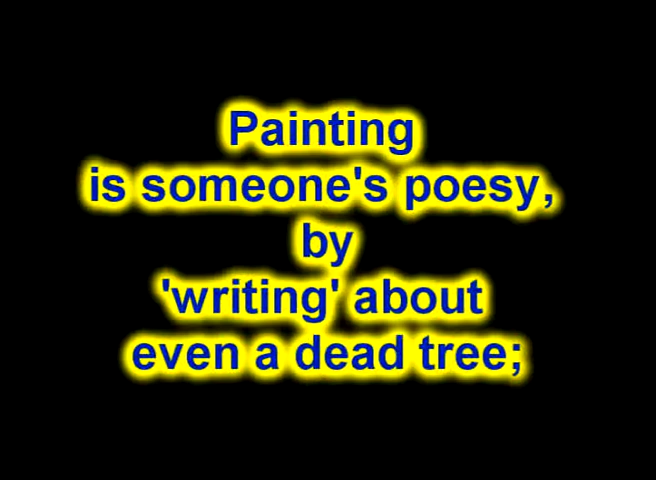 Painting
is someone's poesy,
by
'writing' about
even a dead tree;